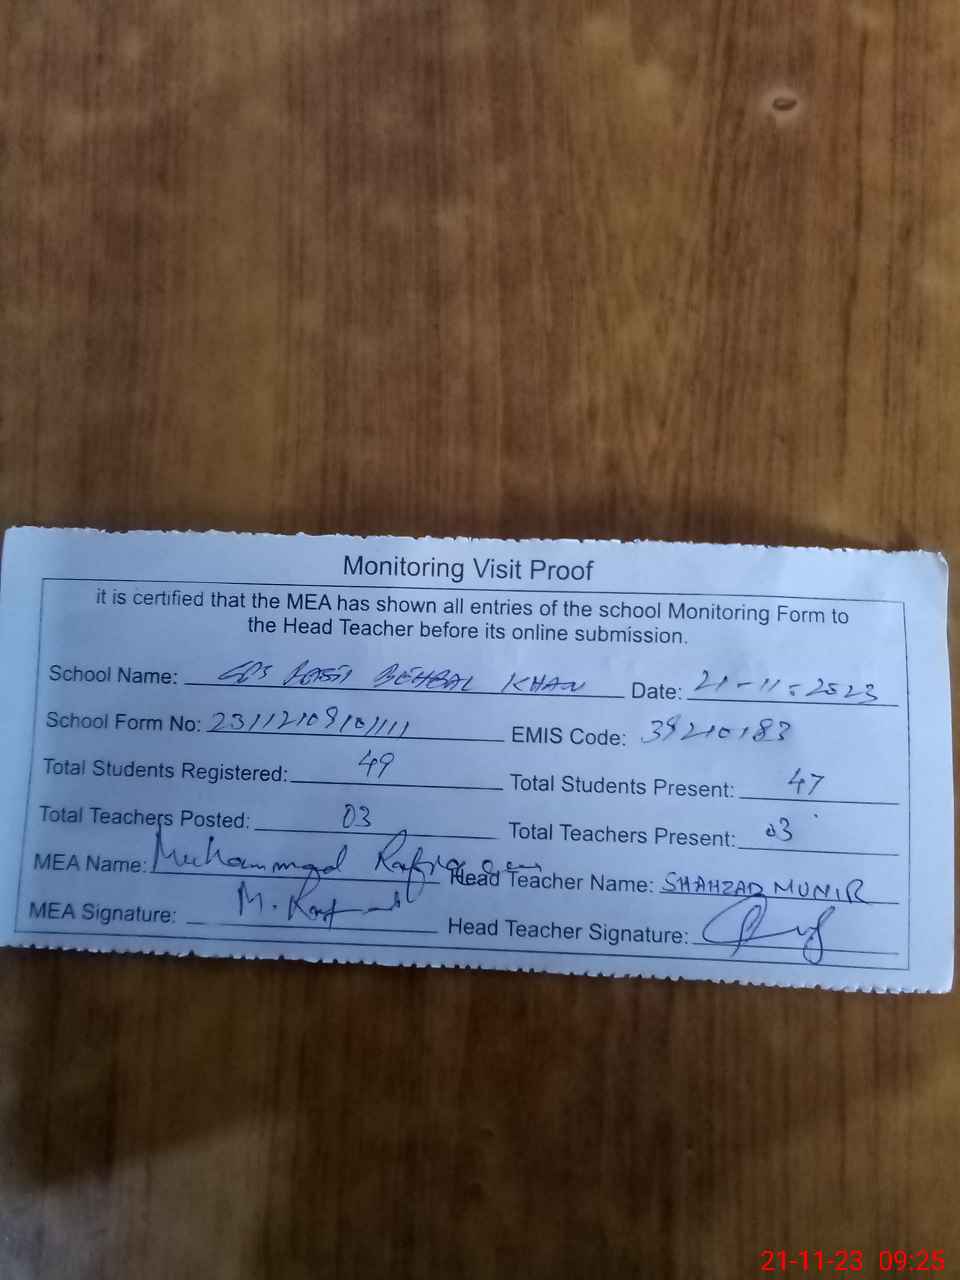 Monitoring Visit Proof
it is certified that the MEA has shown all entries of the school Monitoring Form to
the Head Teacher before its online submission.
School Name: GPS BASTI BEHBAL KHAN Date: 21-11-2023
School Form No: EMIS Code:
Total Students Registered: 49 Total Students Present: 47
Total Teachers Posted: 03 Total Teachers Present: 03
MEA Name: Muhammad Head Teacher Name: SHAHZAD MUNIR
MEA Signature: M. Head Teacher Signature:
21-11-23 09:25